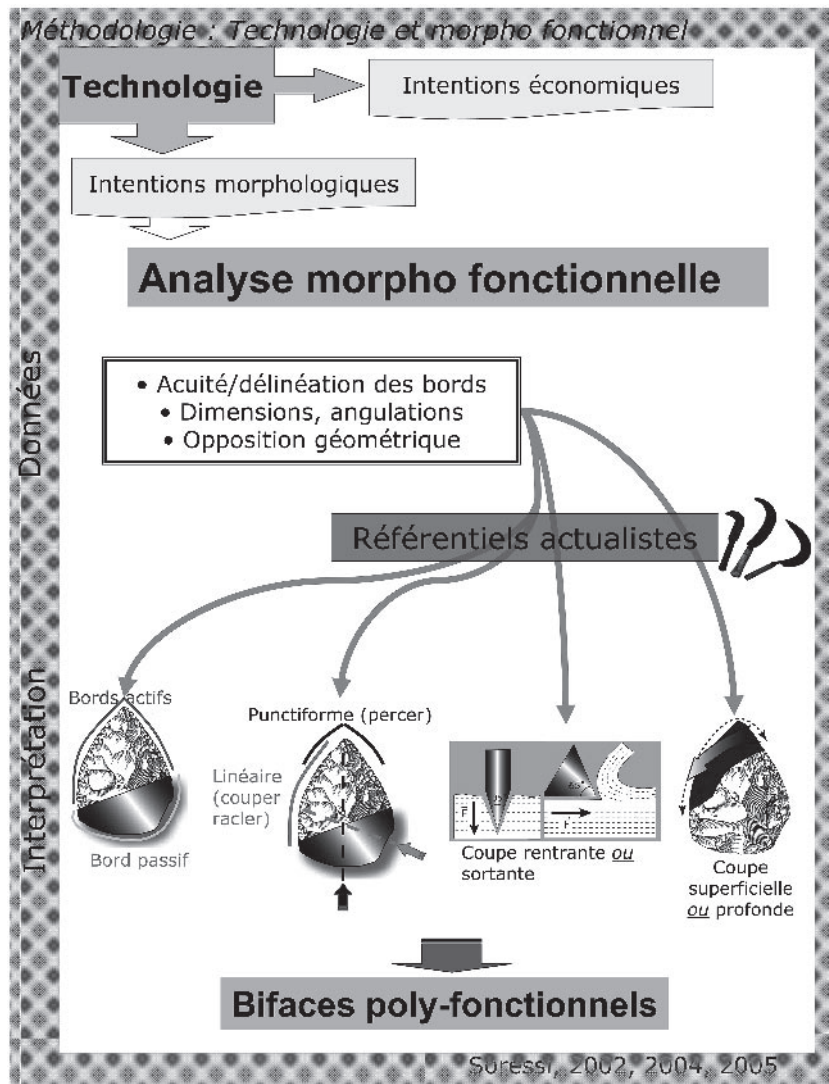 Méthodologie : Technologie et morpho fonctionnel
Technologie
Intentions économiques
Intentions morphologiques
Analyse morpho fonctionnelle
Données
• Acuité/délinéation des bords
• Dimensions, angulations
• Opposition géométrique
Référentiels actualistes
Interprétation
Bords actifs
Bord passif
Punctiforme (percer)
Linéaire
(couper
racler)
Coupe rentrante ou
sortante
Coupe
superficielle
ou profonde
Bifaces poly-fonctionnels
Soressi, 2002, 2004, 2005